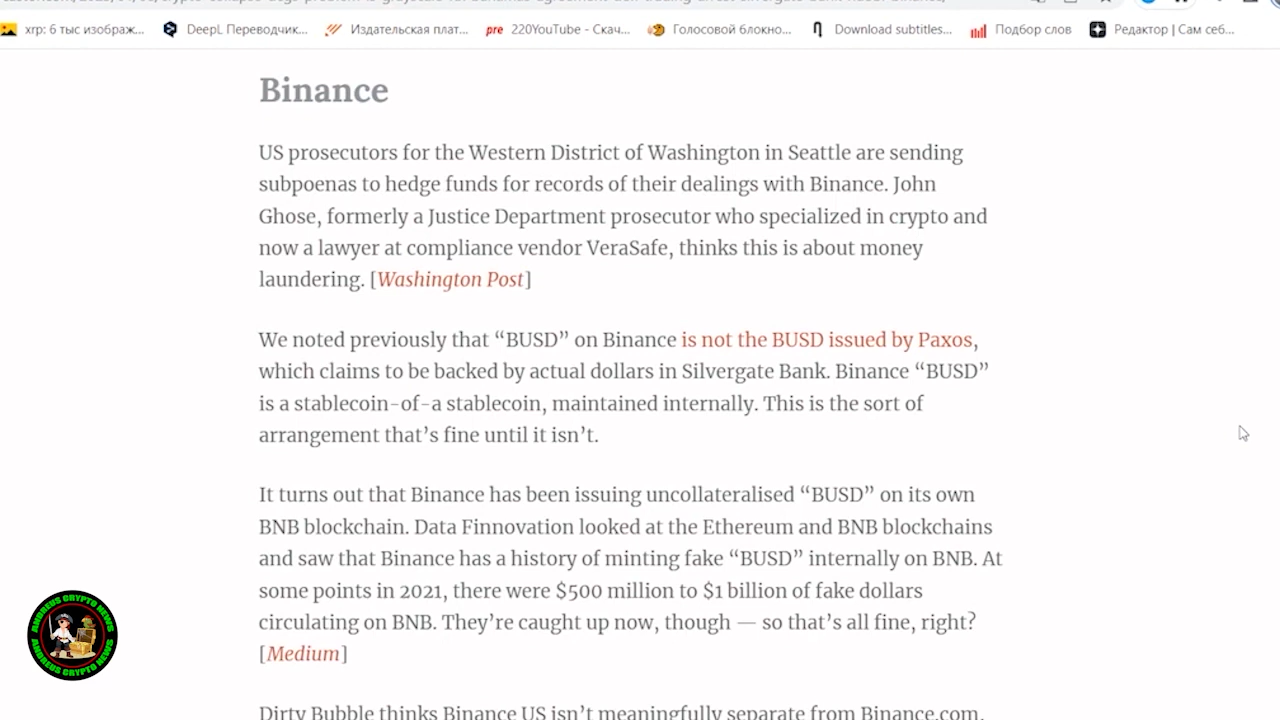 xrp: 6 тыс изображ... DeepL Переводчик... Издательская плат... pre 220YouTube - Скач... Голосовой блокно... Download subtitles... Подбор слов Редактор | Сам себ...
Binance
US prosecutors for the Western District of Washington in Seattle are sending
subpoenas to hedge funds for records of their dealings with Binance. John
Ghose, formerly a Justice Department prosecutor who specialized in crypto and
now a lawyer at compliance vendor VeraSafe, thinks this is about money
laundering. [Washington Post]
We noted previously that “BUSD” on Binance is not the BUSD issued by Paxos,
which claims to be backed by actual dollars in Silvergate Bank. Binance “BUSD”
is a stablecoin-of-a stablecoin, maintained internally. This is the sort of
arrangement that’s fine until it isn’t.
It turns out that Binance has been issuing uncollateralised “BUSD” on its own
BNB blockchain. Data Finnovation looked at the Ethereum and BNB blockchains
and saw that Binance has a history of minting fake “BUSD” internally on BNB. At
some points in 2021, there were $500 million to $1 billion of fake dollars
circulating on BNB. They’re caught up now, though — so that’s all fine, right?
[Medium]
Dirty Bubble thinks Binance US isn’t meaningfully separate from Binance.com.
ANDREUS CRYPTO NEWS
ANDREUS CRYPTO NEWS